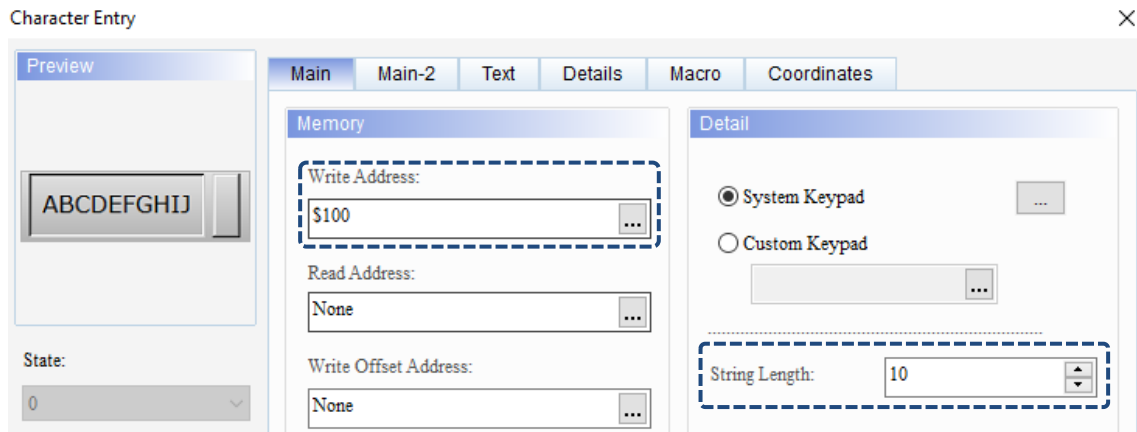 Character Entry
Preview
ABCDEFGHIJ
State:
0
Main Main-2 Text Details Macro Coordinates
Memory
Write Address:
$100
...
Read Address:
None
...
Write Offset Address:
None
...
Detail
System Keypad
...
Custom Keypad
...
String Length: 10